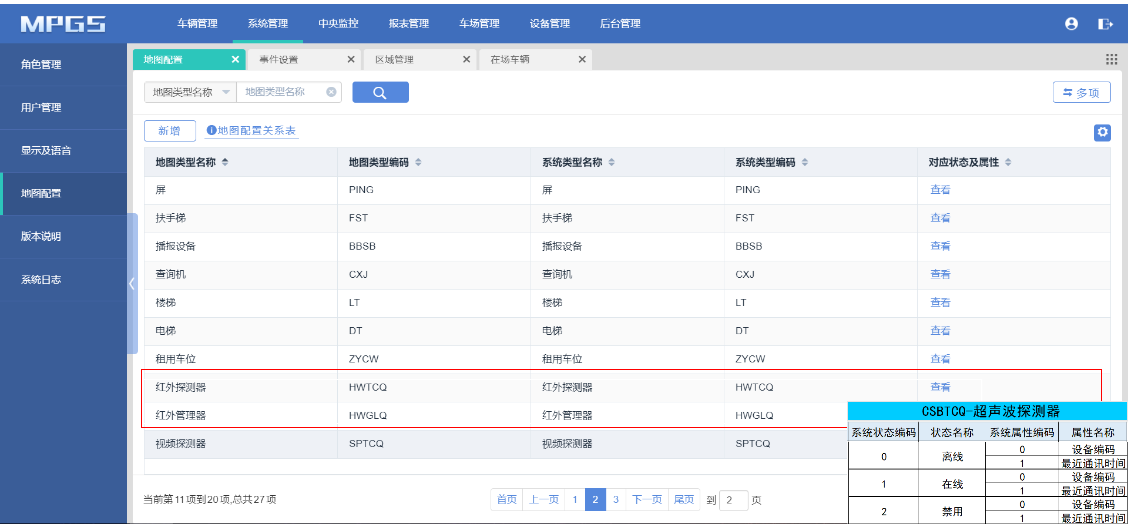 MPGS 车辆管理 系统管理 中央监控 报表管理 车场管理 设备管理 后台管理
角色管理
用户管理
显示及语音
地图配置
版本说明
系统日志
地图配置 × 事件设置 × 区域管理 × 在场车辆 ×
地图类型名称 地图类型名称 多项
新增 地图配置关系表
地图类型名称 地图类型编码 系统类型名称 系统类型编码 对应状态及属性
屏 PING 屏 PING 查看
扶手梯 FST 扶手梯 FST 查看
播报设备 BBSB 播报设备 BBSB 查看
查询机 CXJ 查询机 CXJ 查看
楼梯 LT 楼梯 LT 查看
电梯 DT 电梯 DT 查看
租用车位 ZYCW 租用车位 ZYCW 查看
红外探测器 HWTCQ 红外探测器 HWTCQ 查看
红外管理器 HWGLQ 红外管理器 HWGLQ
视频探测器 SPTCQ 视频探测器 SPTCQ
当前第11项到20项,总共27项 首页 上一页 1 2 3 下一页 尾页 到 2 页
CSBTCQ-超声波探测器
系统状态编码 状态名称 系统属性编码 属性名称
0 离线 0 设备编码
1 最近通讯时间
1 在线 0 设备编码
1 最近通讯时间
2 禁用 0 设备编码
1 最近通讯时间